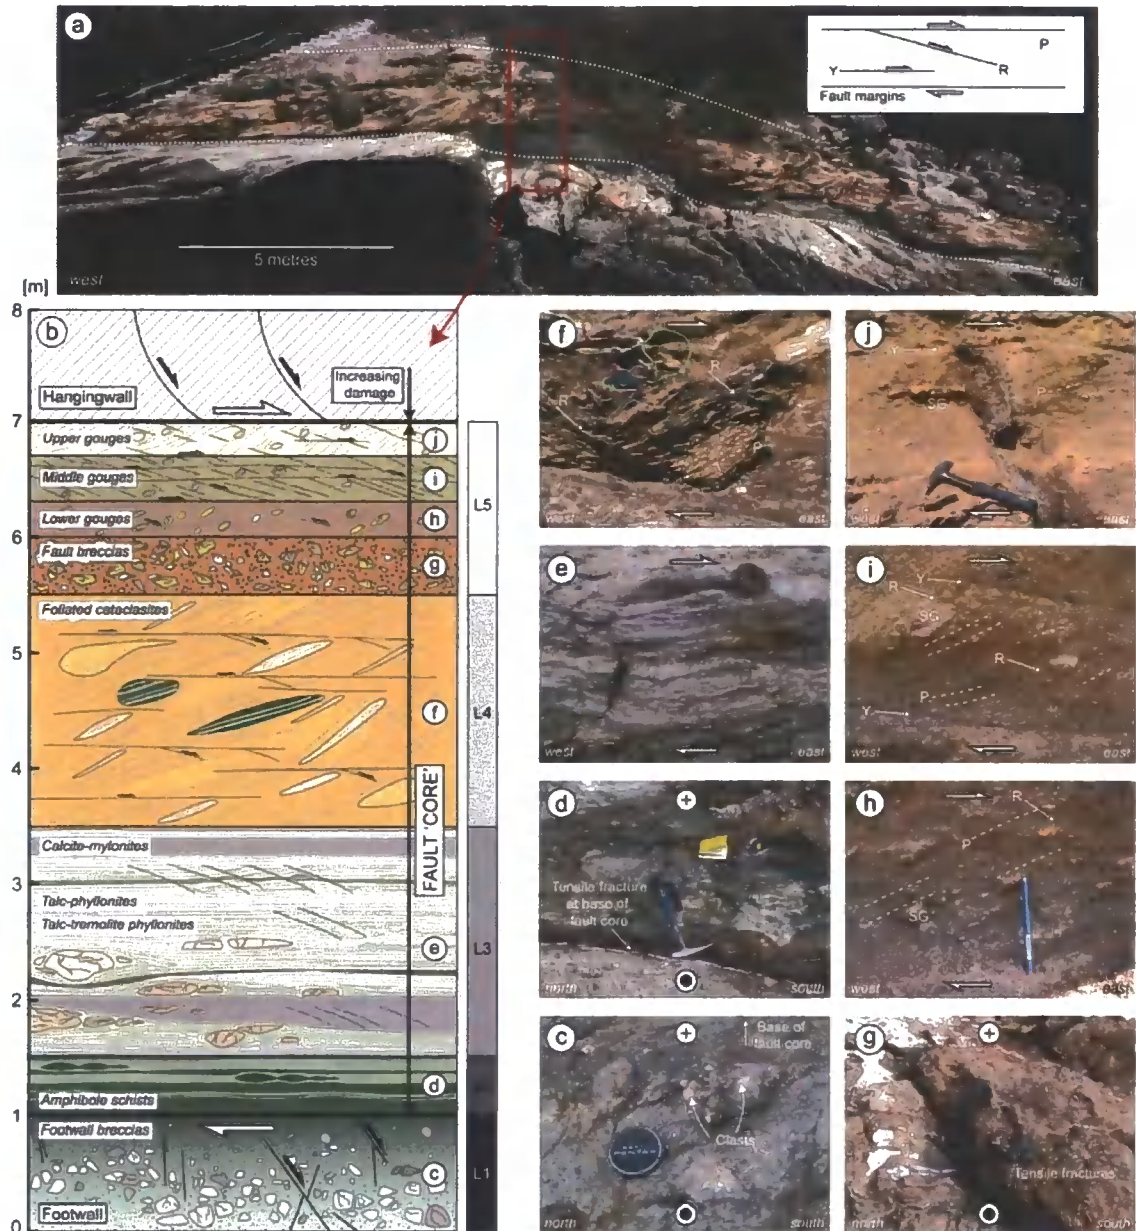 a
P
R
Y
Fault margins
5 metres
west
east
[m]
8
b
Increasing
damage
Hangingwall
7
Upper gouges
j
Middle gouges
i
Lower gouges
h
6
Fault breccias
g
L5
Foliated cataclasites
5
f
L4
4
FAULT 'CORE'
Calcite-mylonites
3
Talc-phyllonites
Talc-tremolite phyllonites
e
L3
2
d
Amphibole schists
1
Footwall breccias
c
L1
Footwall
0
f
R
R
P
west
east
j
Y
P
SG
west
east
e
west
east
i
Y
R
SG
R
P
Y
west
east
d
+
Tensile fracture
at base of
fault core
north
south
h
R
P
SG
west
east
c
+
Base of
fault core
Clasts
PENTAX
north
south
g
+
Tensile fractures
north
south